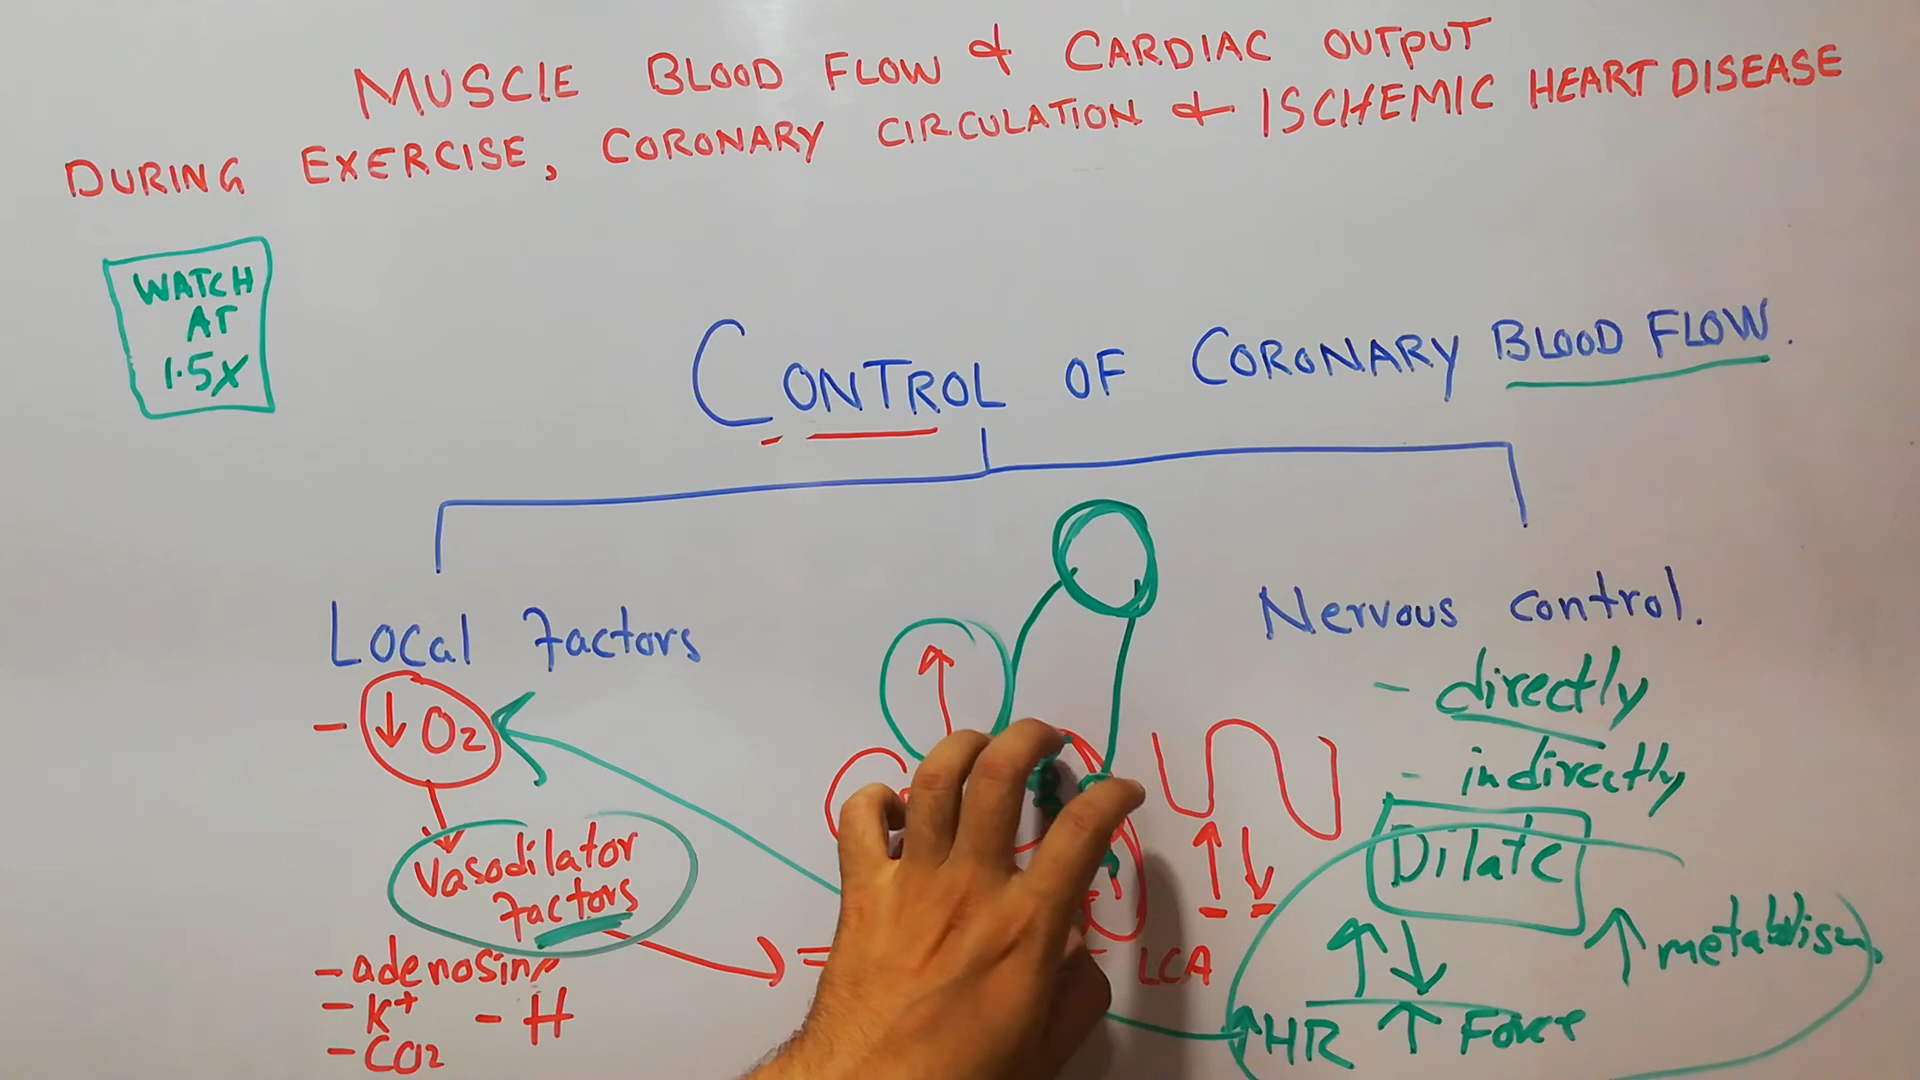 MUSCLE BLOOD FLOW & CARDIAC OUTPUT
DURING EXERCISE, CORONARY CIRCULATION & ISCHEMIC HEART DISEASE
WATCH
AT
1.5X
CONTROL OF CORONARY BLOOD FLOW.
Local Factors
- ↓ O2
Vasodilator
Factors
- adenosine
- K+ - H
- CO2
LCA
Nervous control.
- directly
- indirectly
Dilate
↑ ↓ ↑ metabolism
↑ HR ↑ Force